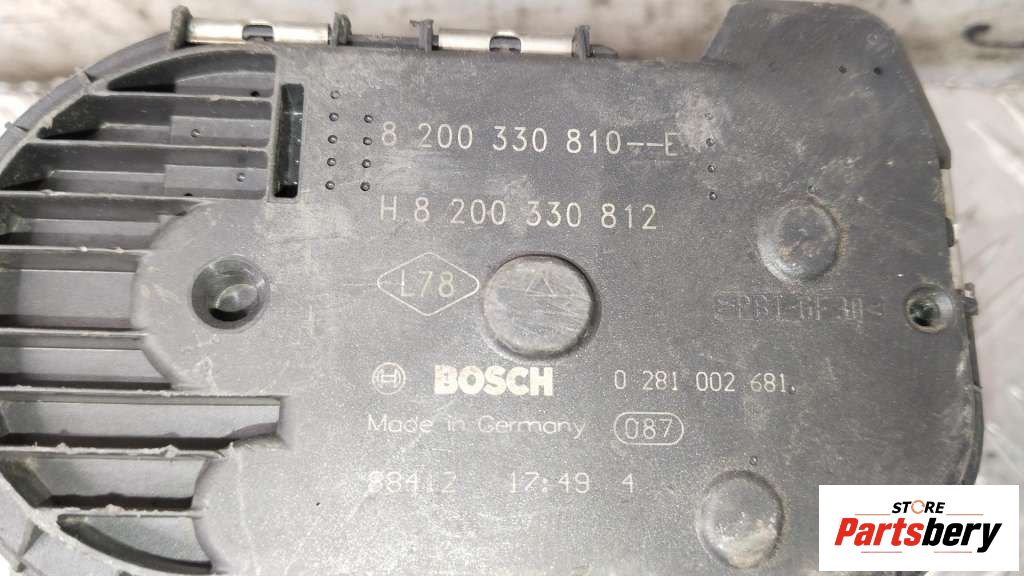 8 200 330 810--E
H 8 200 330 812
L78
BOSCH 0 281 002 681.
Made in Germany 087
88412 17:49 4
STORE
Partsbery